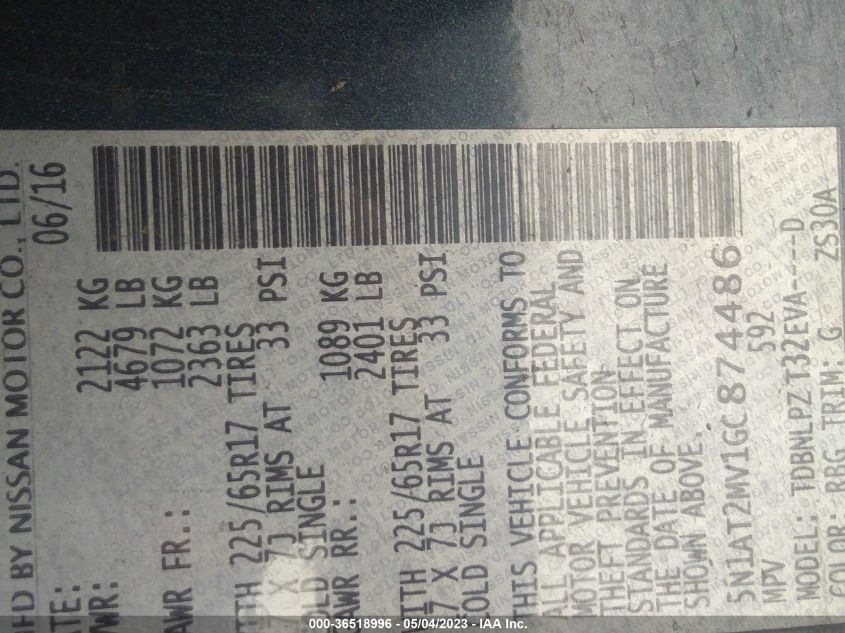 MFD BY NISSAN MOTOR CO., LTD.
DATE: 06/16
GVWR: 2122 KG
4679 LB
GAWR FR.: 1072 KG
2363 LB
WITH 225/65R17 TIRES
17 X 7J RIMS AT 33 PSI
COLD SINGLE
GAWR RR.: 1089 KG
2401 LB
WITH 225/65R17 TIRES
17 X 7J RIMS AT 33 PSI
COLD SINGLE
THIS VEHICLE CONFORMS TO
ALL APPLICABLE FEDERAL
MOTOR VEHICLE SAFETY AND
THEFT PREVENTION
STANDARDS IN EFFECT ON
THE DATE OF MANUFACTURE
SHOWN ABOVE.
5N1AT2MV1GC874486
MPV 592
MODEL: TDBNLPZ T32EVA----D
COLOR: RBG TRIM: G ZS30A
000-36518996 - 05/04/2023 - IAA Inc.